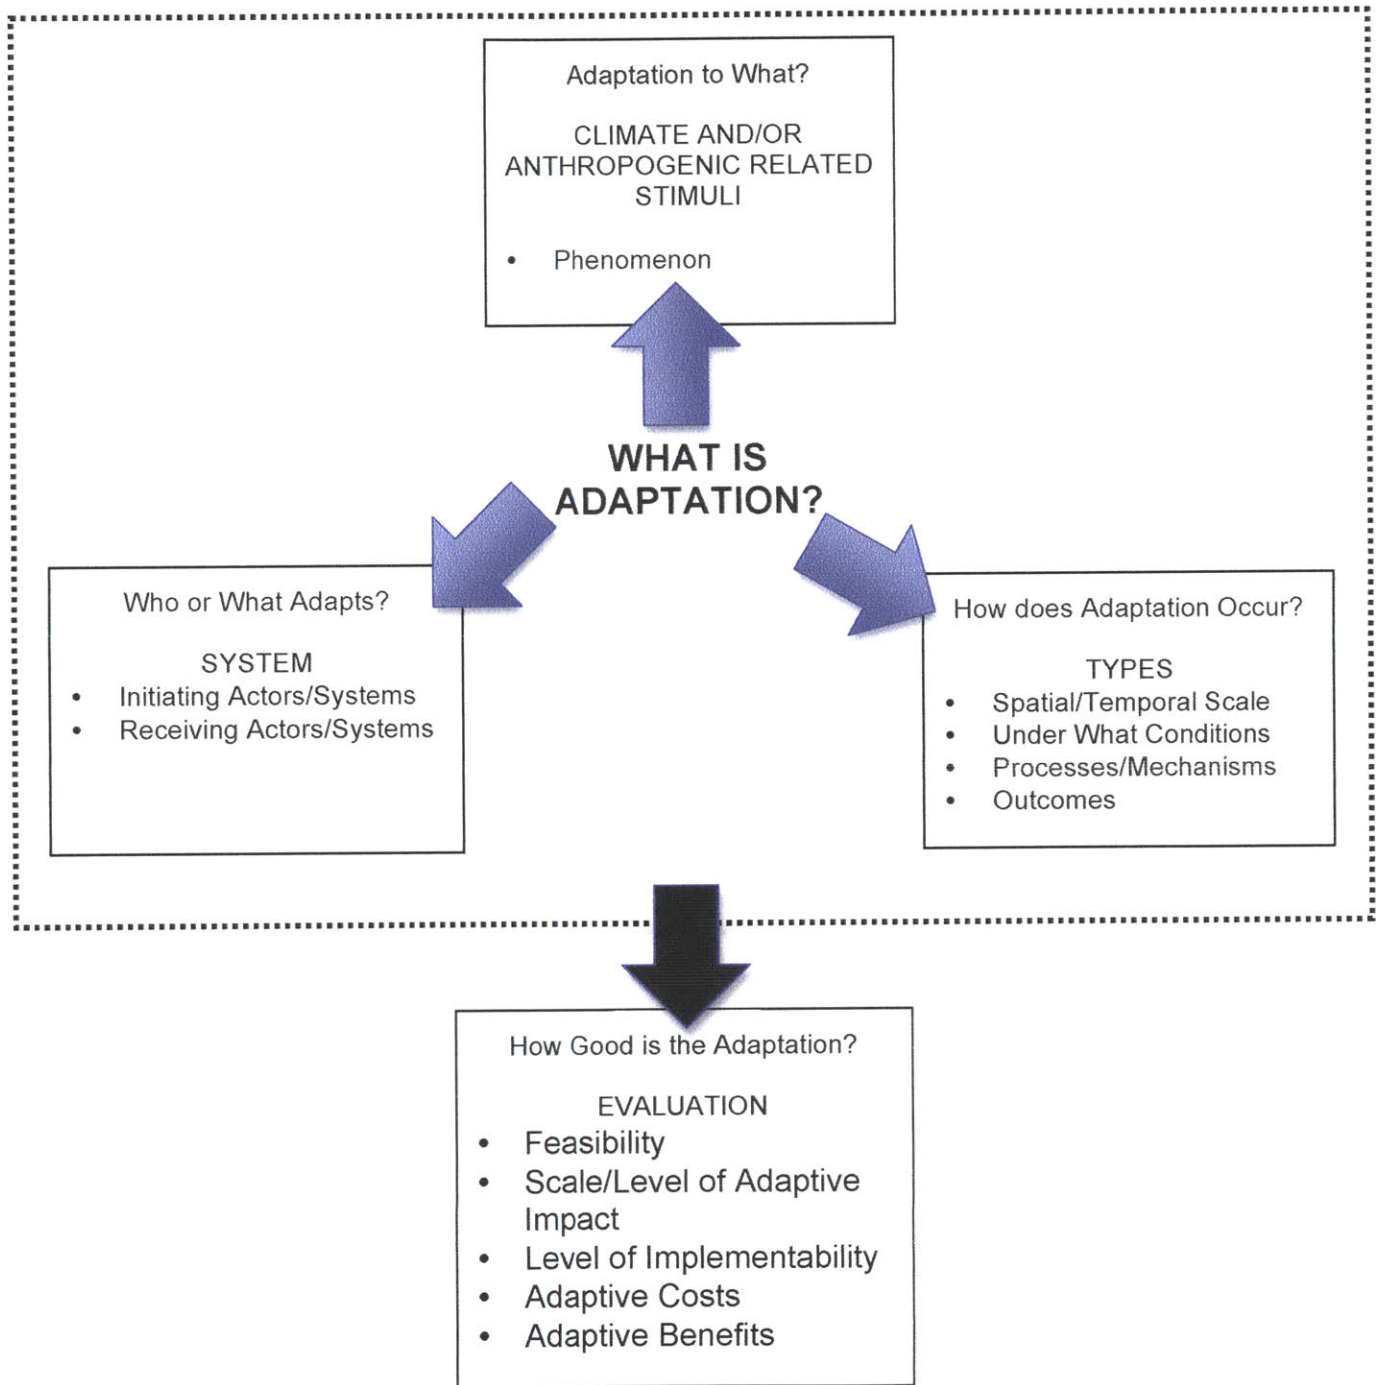 Adaptation to What?
CLIMATE AND/OR
ANTHROPOGENIC RELATED
STIMULI
• Phenomenon
WHAT IS
ADAPTATION?
Who or What Adapts?
SYSTEM
• Initiating Actors/Systems
• Receiving Actors/Systems
How does Adaptation Occur?
TYPES
• Spatial/Temporal Scale
• Under What Conditions
• Processes/Mechanisms
• Outcomes
How Good is the Adaptation?
EVALUATION
• Feasibility
• Scale/Level of Adaptive
Impact
• Level of Implementability
• Adaptive Costs
• Adaptive Benefits